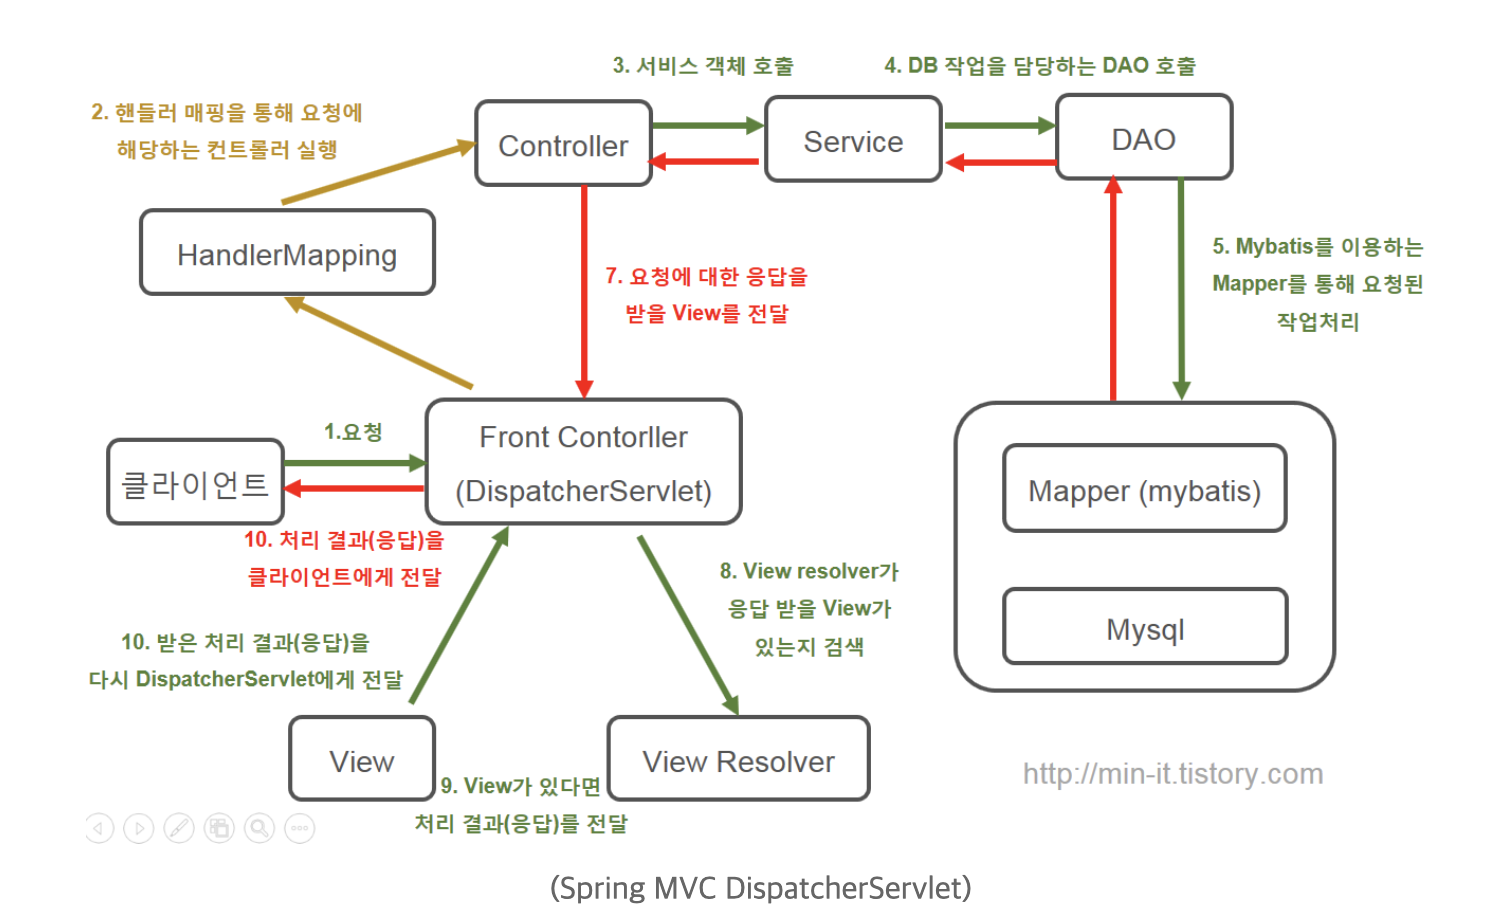 3. 서비스 객체 호출
4. DB 작업을 담당하는 DAO 호출
2. 핸들러 매핑을 통해 요청에
해당하는 컨트롤러 실행
Controller
Service
DAO
HandlerMapping
7. 요청에 대한 응답을
받을 View를 전달
5. Mybatis를 이용하는
Mapper를 통해 요청된
작업처리
1.요청
클라이언트
Front Contorller
(DispatcherServlet)
Mapper (mybatis)
Mysql
10. 처리 결과(응답)을
클라이언트에게 전달
8. View resolver가
응답 받을 View가
있는지 검색
10. 받은 처리 결과(응답)을
다시 DispatcherServlet에게 전달
View
View Resolver
9. View가 있다면
처리 결과(응답)를 전달
http://min-it.tistory.com
(Spring MVC DispatcherServlet)